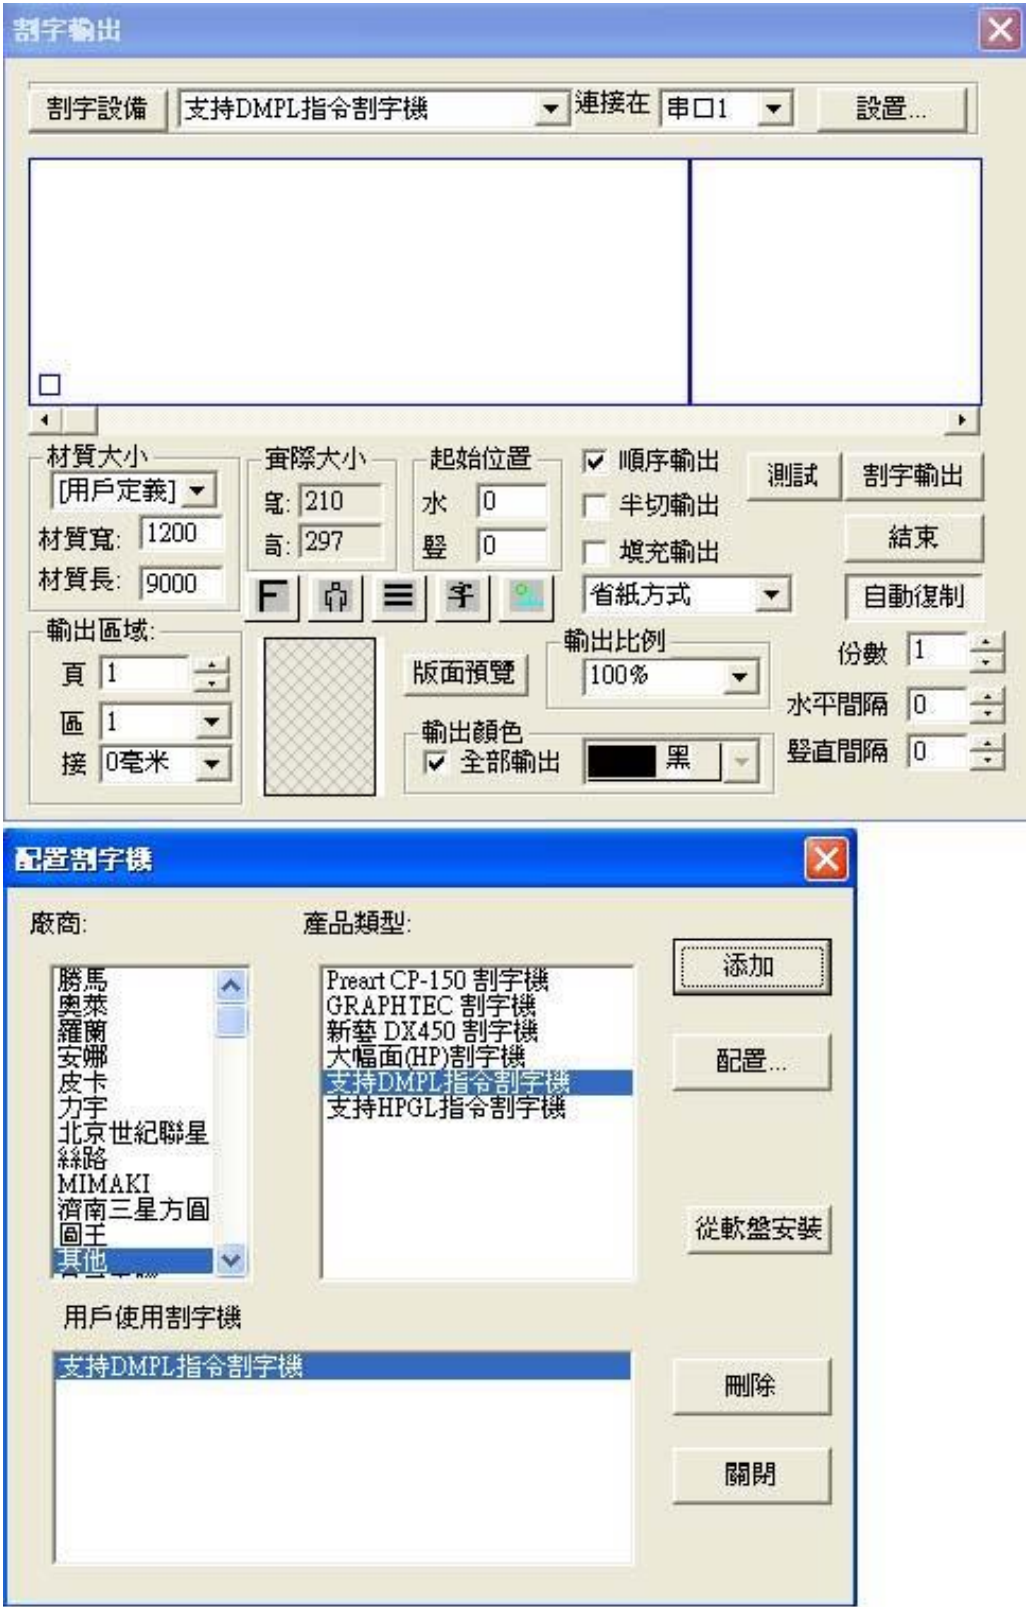 割字輸出
割字設備 支持DMPL指令割字機 連接在 串口1 設置...
材質大小 實際大小 起始位置 順序輸出 測試 割字輸出
[用戶定義] 寬: 210 水 0 半切輸出
材質寬: 1200 高: 297 豎 0 填充輸出 結束
材質長: 9000 省紙方式 自動復制
輸出區域: 輸出比例 份數 1
頁 1 版面預覽 100% 水平間隔 0
區 1 輸出顏色 豎直間隔 0
接 0毫米 全部輸出 黑
配置割字機
廠商:
產品類型:
勝馬
奧萊
羅蘭
安娜
皮卡
力宇
北京世紀聯星
絲路
MIMAKI
濟南三星方圓
圖王
其他
Preart CP-150 割字機
GRAPHTEC 割字機
新藝 DX450 割字機
大幅面(HP)割字機
支持DMPL指令割字機
支持HPGL指令割字機
添加
配置...
從軟盤安裝
用戶使用割字機
支持DMPL指令割字機
刪除
關閉